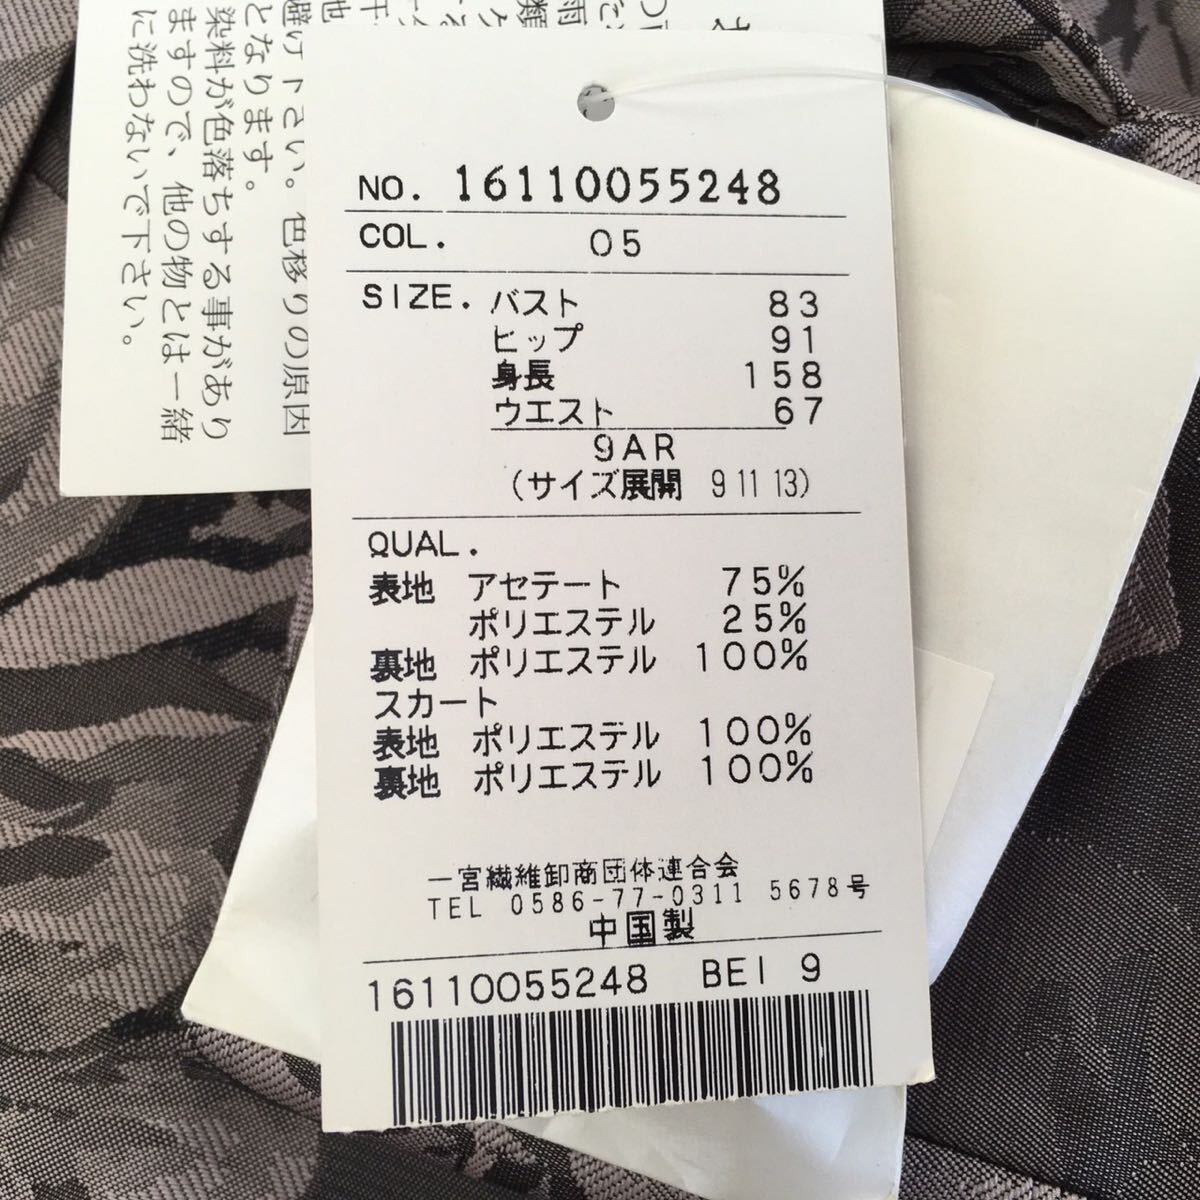 NO. 16110055248
COL. 05
SIZE. バスト 83
ヒップ 91
身長 158
ウエスト 67
9AR
(サイズ展開 9 11 13)
QUAL.
表地 アセテート 75%
ポリエステル 25%
裏地 ポリエステル 100%
スカート
表地 ポリエステル 100%
裏地 ポリエステル 100%
一宮繊維卸商団体連合会
TEL 0586-77-0311 5678号
中国製
16110055248 BEI 9
避け下さい。色移りの原因
となります。
染料が色落ちする事があり
ますので、他の物とは一緒
に洗わないで下さい。